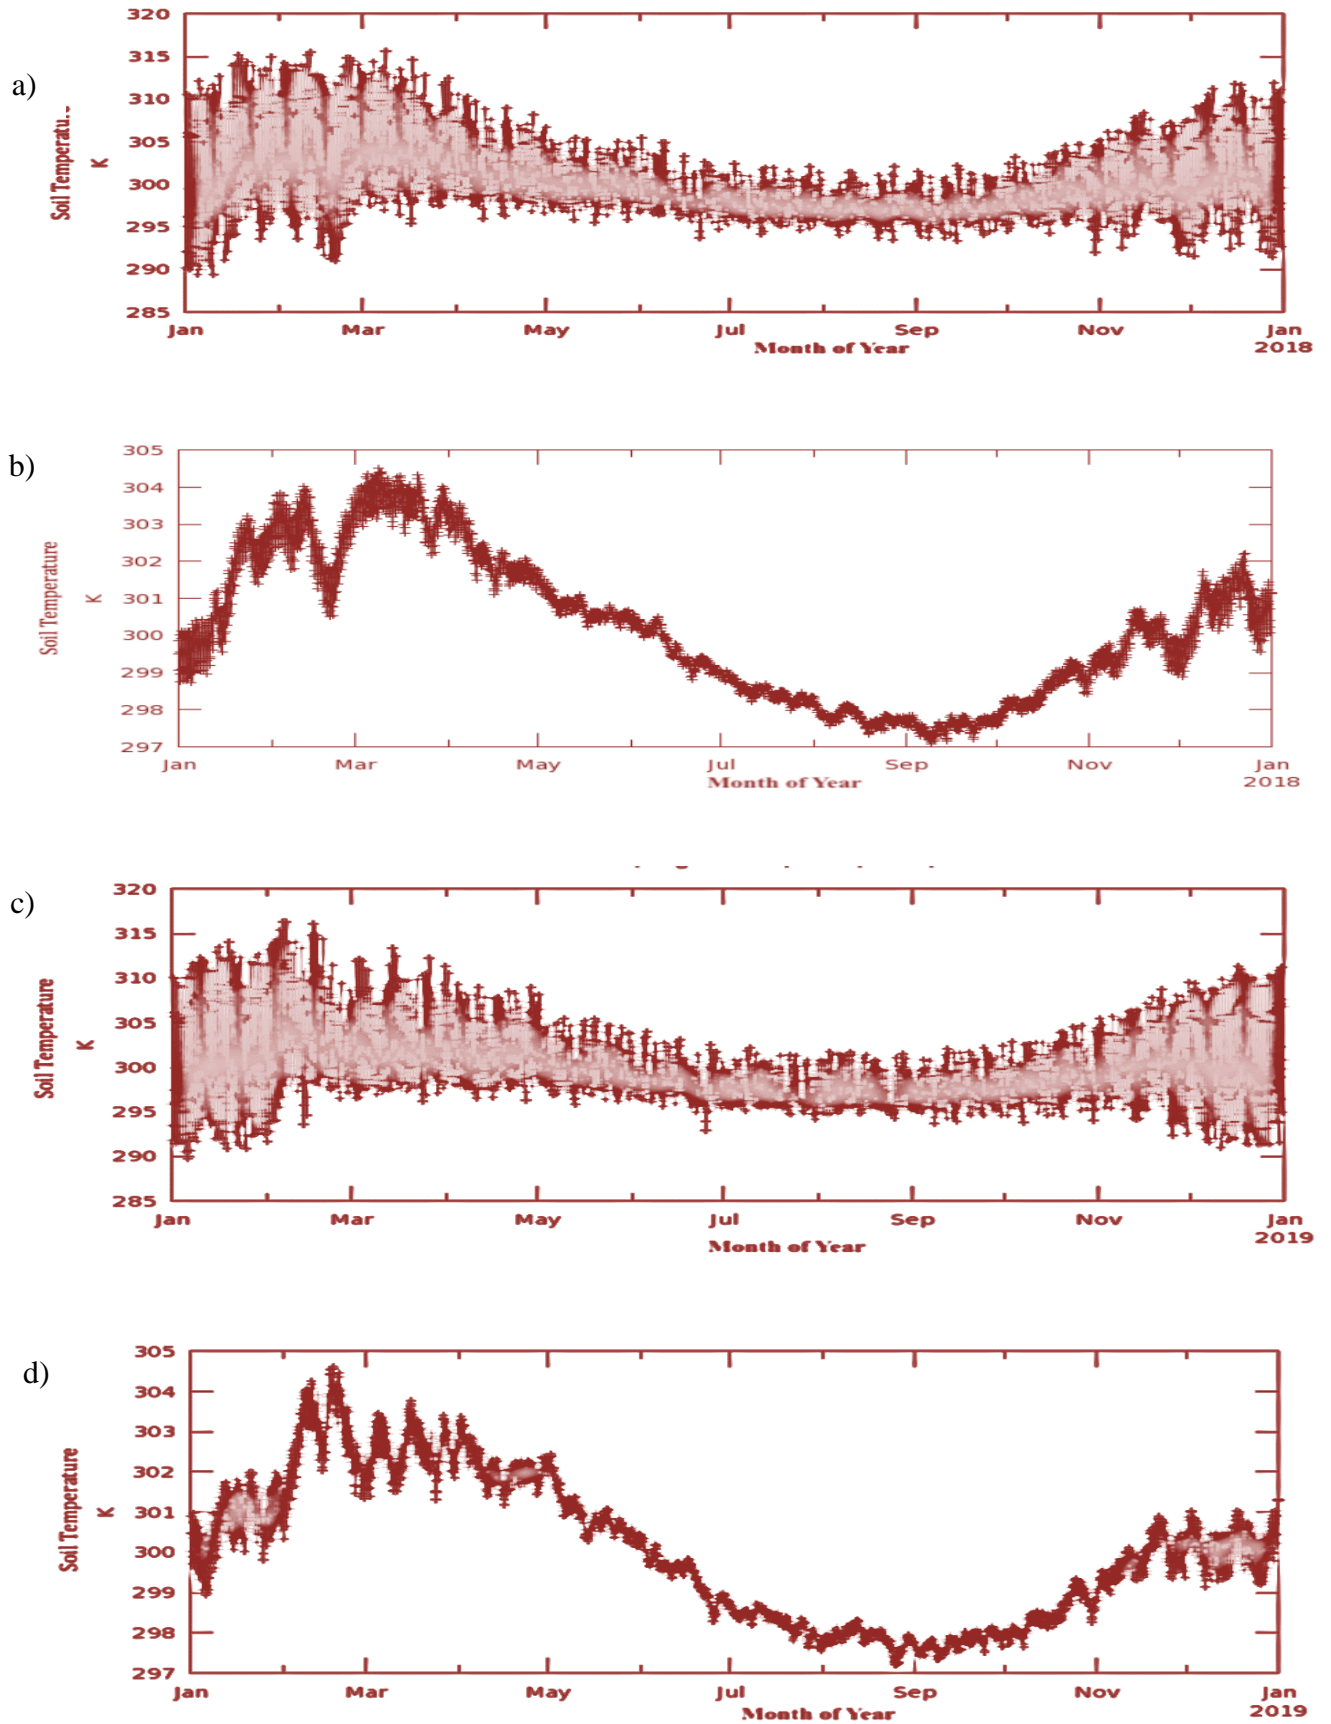 a)
320
315
310
305
300
295
290
285
Soil Temperatu..
K
Jan Mar May Jul Sep Nov Jan
2018
Month of Year
b)
305
304
303
302
301
300
299
298
297
Soil Temperature
K
Jan Mar May Jul Sep Nov Jan
2018
Month of Year
c)
320
315
310
305
300
295
290
285
Soil Temperature
K
Jan Mar May Jul Sep Nov Jan
2019
Month of Year
d)
305
304
303
302
301
300
299
298
297
Soil Temperature
K
Jan Mar May Jul Sep Nov Jan
2019
Month of Year